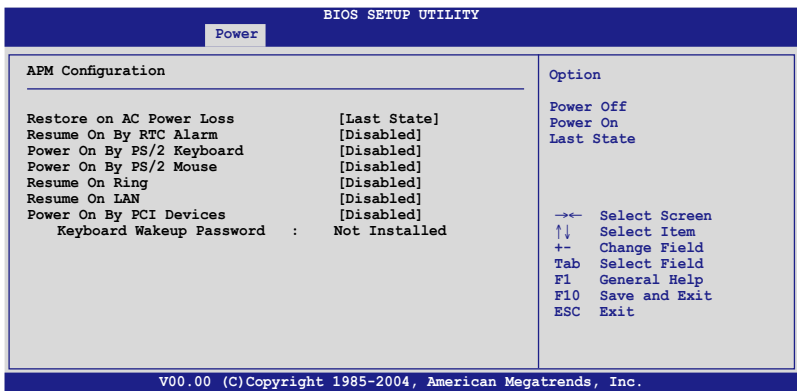 BIOS SETUP UTILITY
Power
APM Configuration
Restore on AC Power Loss [Last State]
Resume On By RTC Alarm [Disabled]
Power On By PS/2 Keyboard [Disabled]
Power On By PS/2 Mouse [Disabled]
Resume On Ring [Disabled]
Resume On LAN [Disabled]
Power On By PCI Devices [Disabled]
Keyboard Wakeup Password : Not Installed
Option
Power Off
Power On
Last State
→← Select Screen
↑↓ Select Item
+- Change Field
Tab Select Field
F1 General Help
F10 Save and Exit
ESC Exit
V00.00 (C)Copyright 1985-2004, American Megatrends, Inc.